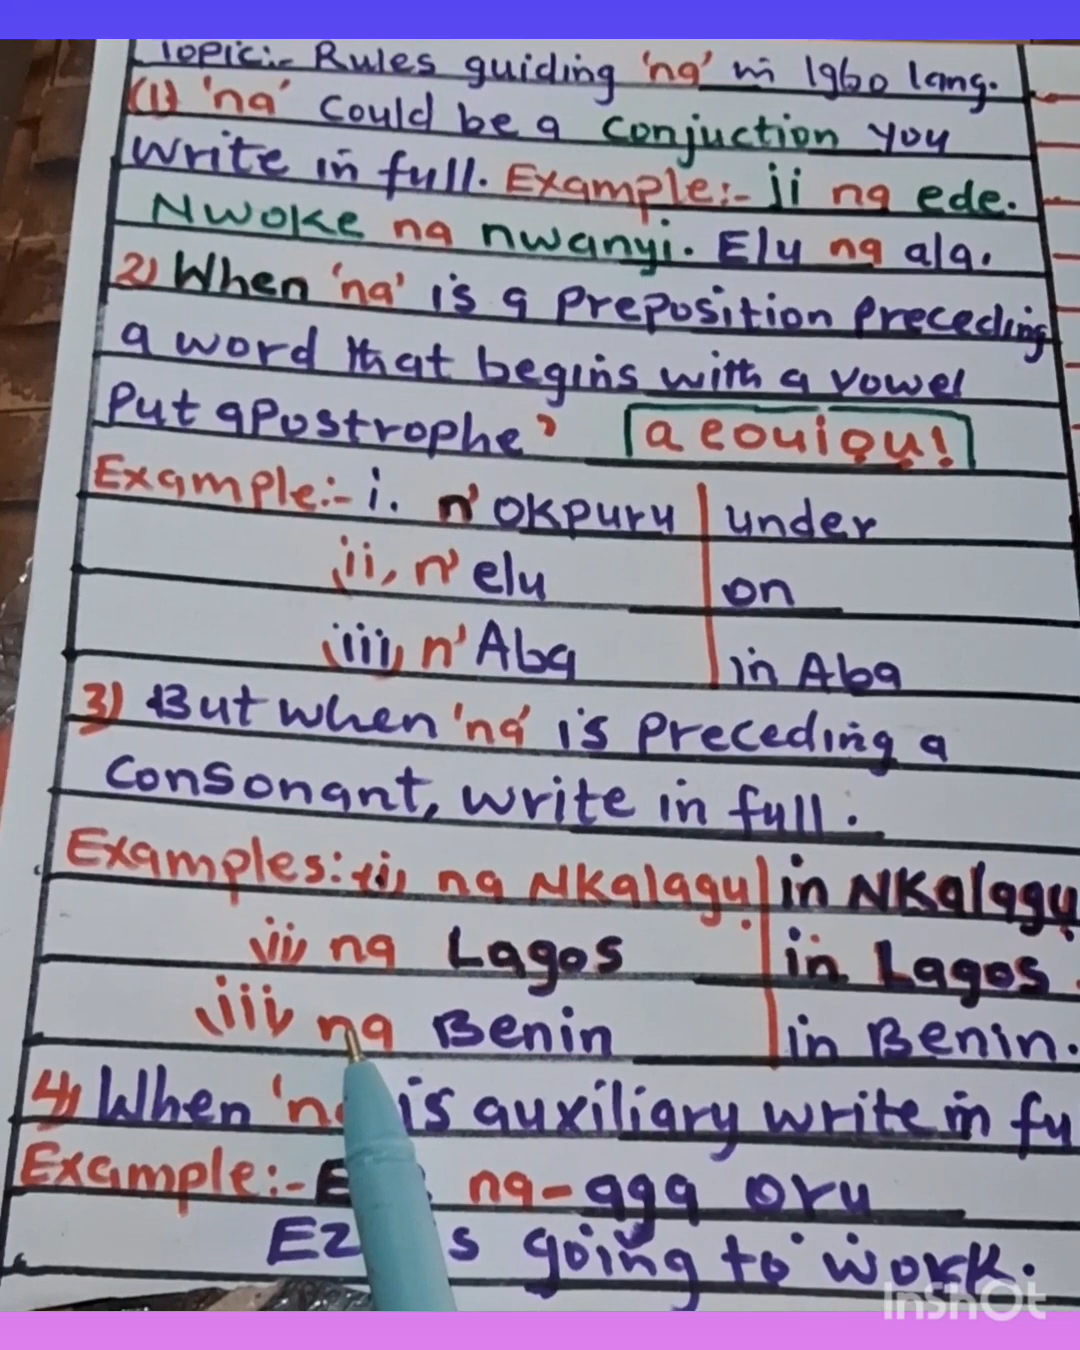 Topic:- Rules guiding 'na' in Igbo lang.
(1) 'na' could be a conjuction you
write in full. Example:- ji na ede.
Nwoke na nwanyi. Elu na ala.
2) When 'na' is a preposition preceding
a word that begins with a vowel
Put apostrophe ' a e o u i ọ ụ ị
Example:- i. n' okpuru under
ii, n' elu on
iii, n' Aba in Aba
3) But when 'na' is preceding a
consonant, write in full.
Examples:- i, na Nkalagụ in Nkalagụ
ii, na Lagos in Lagos.
iii, na Benin in Benin.
4) When is auxiliary write in fu
Example:- na- aga oru
going to work.
InShOt